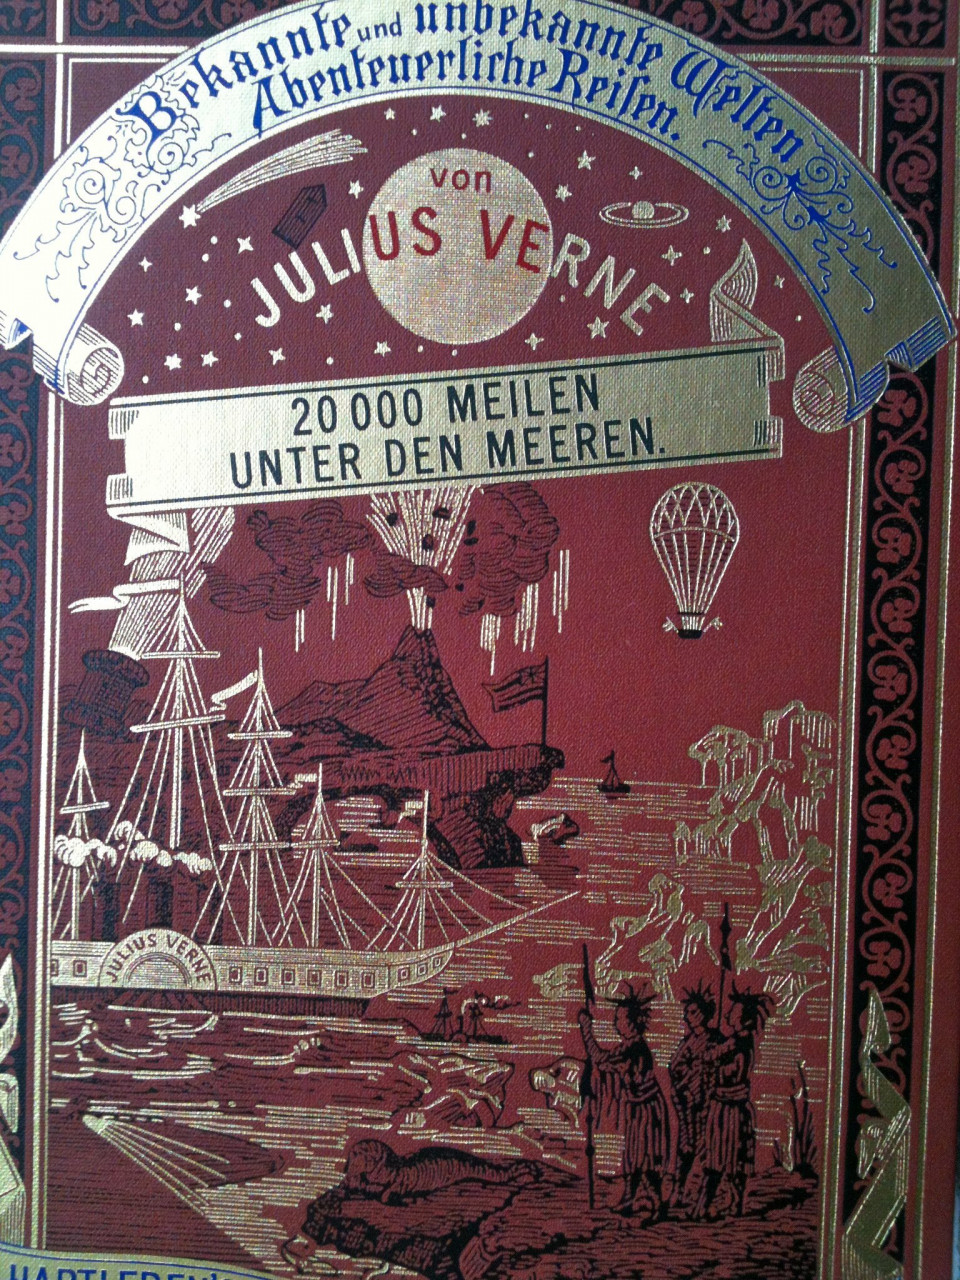 Bekannte und unbekannte Welten
Abenteuerliche Reisen.
von
JULIUS VERNE
20 000 MEILEN
UNTER DEN MEEREN.
JULIUS VERNE